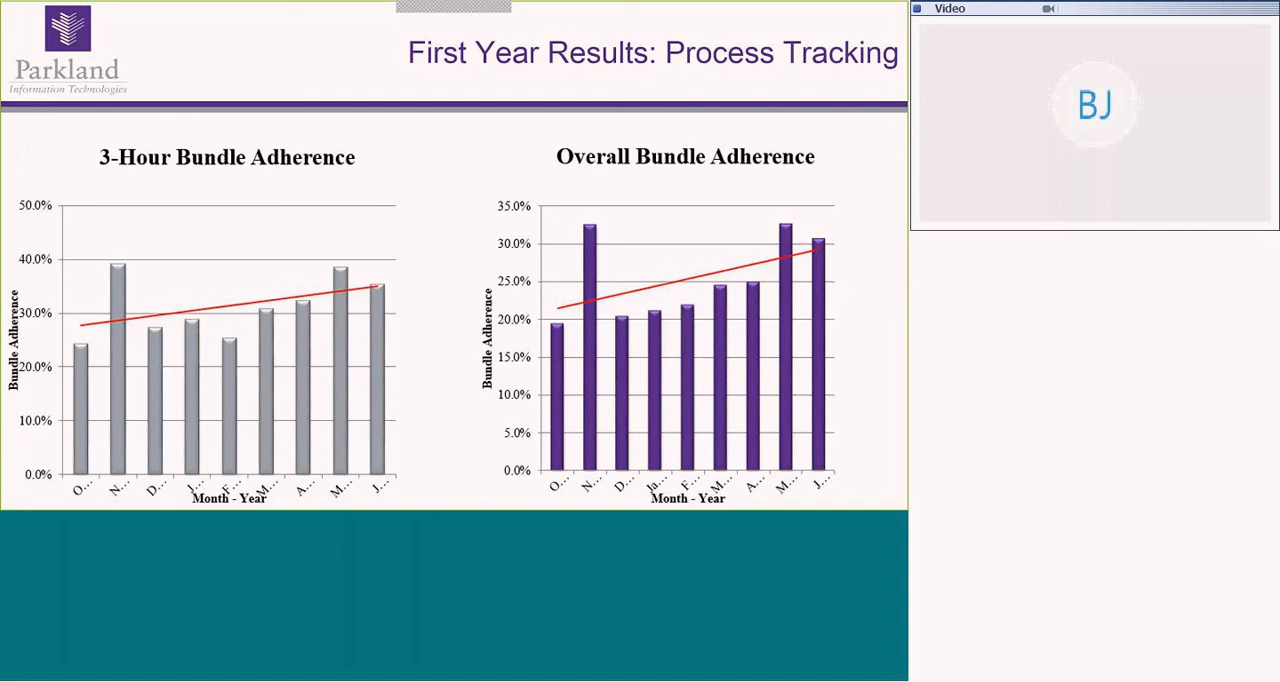 Parkland
Information Technologies
First Year Results: Process Tracking
3-Hour Bundle Adherence
50.0%
40.0%
30.0%
20.0%
10.0%
0.0%
Bundle Adherence
O...
N...
D...
J...
F...
M...
A...
M...
J...
Month - Year
Overall Bundle Adherence
35.0%
30.0%
25.0%
20.0%
15.0%
10.0%
5.0%
0.0%
Bundle Adherence
O...
N...
D...
Ja...
F...
M...
A...
M...
J...
Month - Year
Video
BJ